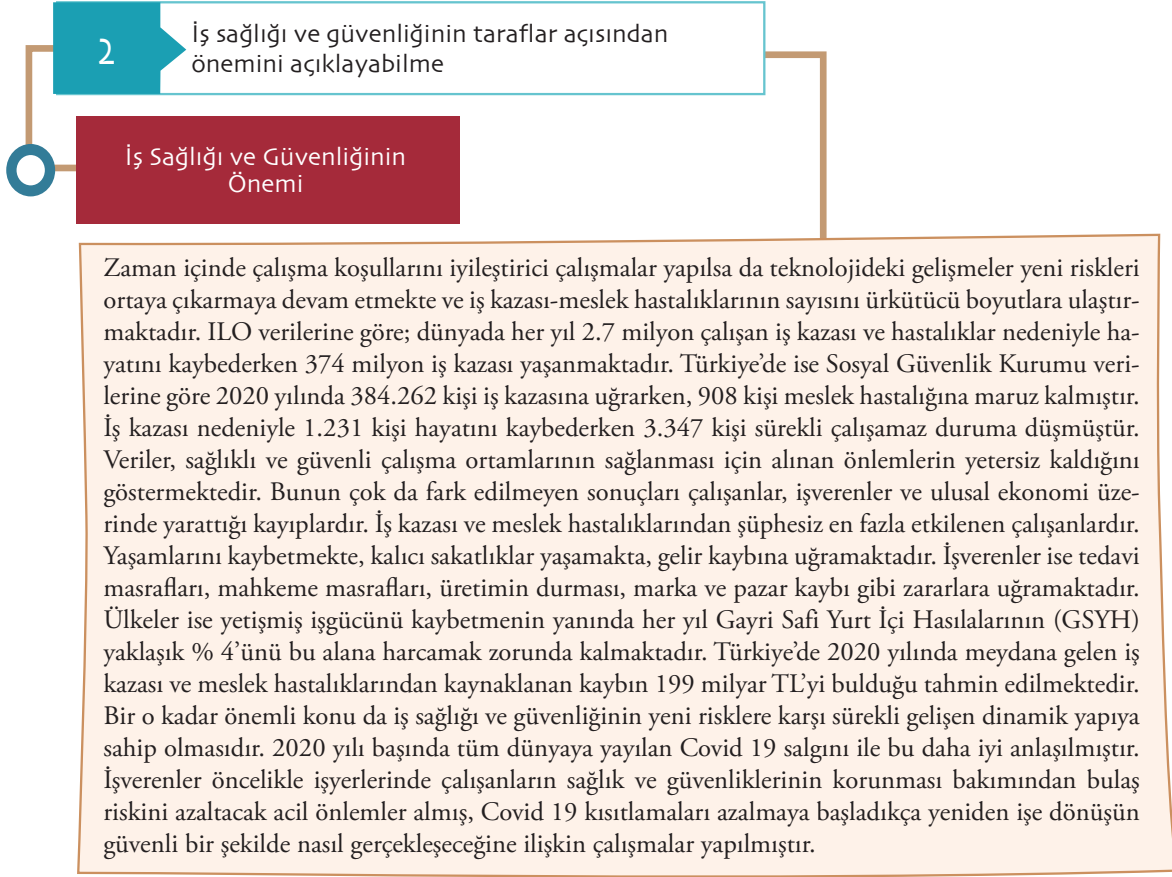 2
İş sağlığı ve güvenliğinin taraflar açısından
önemini açıklayabilme
İş Sağlığı ve Güvenliğinin
Önemi
Zaman içinde çalışma koşullarını iyileştirici çalışmalar yapılsa da teknolojideki gelişmeler yeni riskleri
ortaya çıkarmaya devam etmekte ve iş kazası-meslek hastalıklarının sayısını ürkütücü boyutlara ulaştır-
maktadır. ILO verilerine göre; dünyada her yıl 2.7 milyon çalışan iş kazası ve hastalıklar nedeniyle ha-
yatını kaybederken 374 milyon iş kazası yaşanmaktadır. Türkiye’de ise Sosyal Güvenlik Kurumu veri-
lerine göre 2020 yılında 384.262 kişi iş kazasına uğrarken, 908 kişi meslek hastalığına maruz kalmıştır.
İş kazası nedeniyle 1.231 kişi hayatını kaybederken 3.347 kişi sürekli çalışamaz duruma düşmüştür.
Veriler, sağlıklı ve güvenli çalışma ortamlarının sağlanması için alınan önlemlerin yetersiz kaldığını
göstermektedir. Bunun çok da fark edilmeyen sonuçları çalışanlar, işverenler ve ulusal ekonomi üze-
rinde yarattığı kayıplardır. İş kazası ve meslek hastalıklarından şüphesiz en fazla etkilenen çalışanlardır.
Yaşamlarını kaybetmekte, kalıcı sakatlıklar yaşamakta, gelir kaybına uğramaktadır. İşverenler ise tedavi
masrafları, mahkeme masrafları, üretimin durması, marka ve pazar kaybı gibi zararlara uğramaktadır.
Ülkeler ise yetişmiş işgücünü kaybetmenin yanında her yıl Gayri Safi Yurt İçi Hasılalarının (GSYH)
yaklaşık % 4’ünü bu alana harcamak zorunda kalmaktadır. Türkiye’de 2020 yılında meydana gelen iş
kazası ve meslek hastalıklarından kaynaklanan kaybın 199 milyar TL’yi bulduğu tahmin edilmektedir.
Bir o kadar önemli konu da iş sağlığı ve güvenliğinin yeni risklere karşı sürekli gelişen dinamik yapıya
sahip olmasıdır. 2020 yılı başında tüm dünyaya yayılan Covid 19 salgını ile bu daha iyi anlaşılmıştır.
İşverenler öncelikle işyerlerinde çalışanların sağlık ve güvenliklerinin korunması bakımından bulaş
riskini azaltacak acil önlemler almış, Covid 19 kısıtlamaları azalmaya başladıkça yeniden işe dönüşün
güvenli bir şekilde nasıl gerçekleşeceğine ilişkin çalışmalar yapılmıştır.